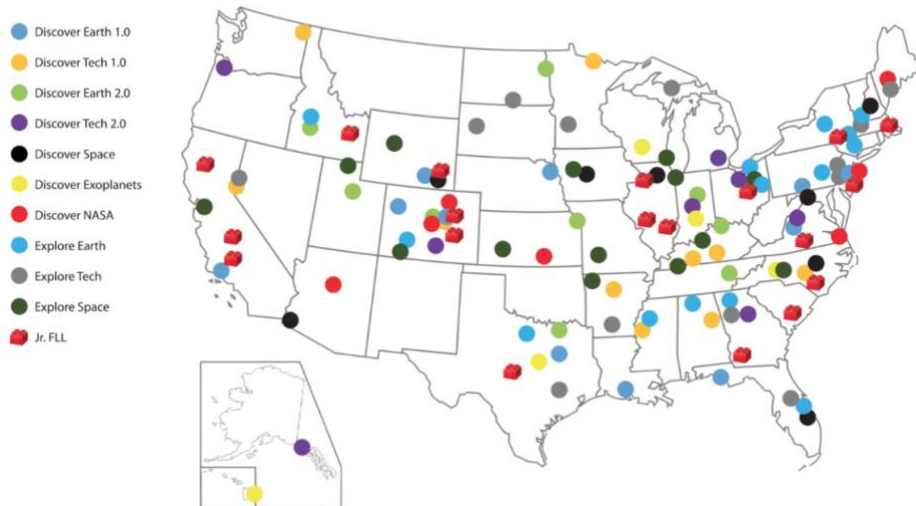 Discover Earth 1.0
Discover Tech 1.0
Discover Earth 2.0
Discover Tech 2.0
Discover Space
Discover Exoplanets
Discover NASA
Explore Earth
Explore Tech
Explore Space
Jr. FLL